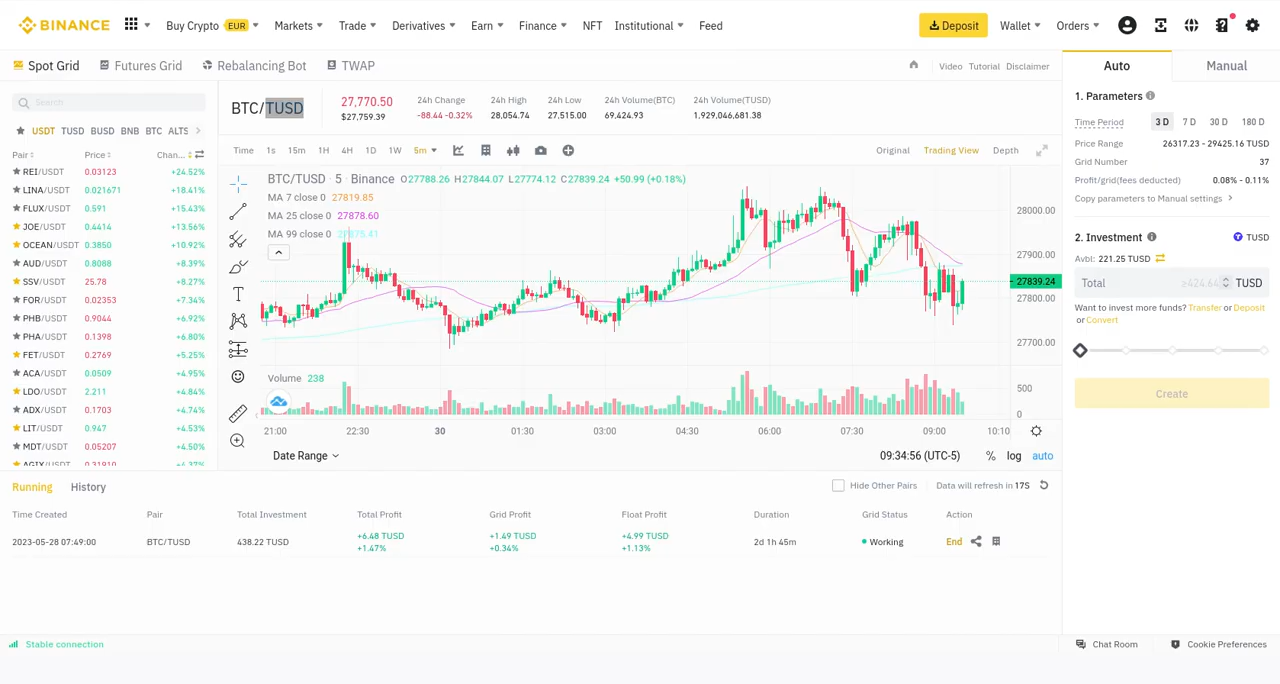 BINANCE
Buy Crypto EUR
Markets
Trade
Derivatives
Earn
Finance
NFT
Institutional
Feed
Deposit
Wallet
Orders
Spot Grid
Futures Grid
Rebalancing Bot
TWAP
Video
Tutorial
Disclaimer
Auto
Manual
Search
USDT TUSD BUSD BNB BTC ALTS
Pair Price Chan...
REI/USDT 0.03123 +24.52%
LINA/USDT 0.021671 +18.41%
FLUX/USDT 0.591 +15.43%
JOE/USDT 0.4414 +13.56%
OCEAN/USDT 0.3850 +10.92%
AUD/USDT 0.8088 +8.39%
SSV/USDT 25.78 +8.27%
FOR/USDT 0.02353 +7.34%
PHB/USDT 0.9044 +6.92%
PHA/USDT 0.1398 +6.80%
FET/USDT 0.2769 +5.25%
ACA/USDT 0.0509 +4.95%
LDO/USDT 2.211 +4.84%
ADX/USDT 0.1703 +4.74%
LIT/USDT 0.947 +4.53%
MDT/USDT 0.05207 +4.50%
AGIX/USDT 0.31910 +4.37%
BTC/TUSD
27,770.50
$27,759.39
24h Change
-88.44 -0.32%
24h High
28,054.74
24h Low
27,515.00
24h Volume(BTC)
69,424.93
24h Volume(TUSD)
1,929,046,681.38
Time 1s 15m 1H 4H 1D 1W 5m
Original Trading View Depth
BTC/TUSD · 5 · Binance O27788.26 H27844.07 L27774.12 C27839.24 +50.99 (+0.18%)
MA 7 close 0 27819.85
MA 25 close 0 27878.60
MA 99 close 0 27875.41
28000.00
27900.00
27839.24
27800.00
27700.00
Volume 238
500
0
21:00 22:30 30 01:30 03:00 04:30 06:00 07:30 09:00 10:10
Date Range
09:34:56 (UTC-5) % log auto
1. Parameters
Time Period 3 D 7 D 30 D 180 D
Price Range 26317.23 - 29425.16 TUSD
Grid Number 37
Profit/grid(fees deducted) 0.08% - 0.11%
Copy parameters to Manual settings
2. Investment TUSD
Avbl: 221.25 TUSD
Total ≥424.64 TUSD
Want to invest more funds? Transfer or Deposit
or Convert
Create
Running History
Hide Other Pairs Data will refresh in 17S
Time Created Pair Total Investment Total Profit Grid Profit Float Profit Duration Grid Status Action
2023-05-28 07:49:00 BTC/TUSD 438.22 TUSD +6.48 TUSD +1.49 TUSD +4.99 TUSD 2d 1h 45m Working End
+1.47% +0.34% +1.13%
Stable connection
Chat Room
Cookie Preferences